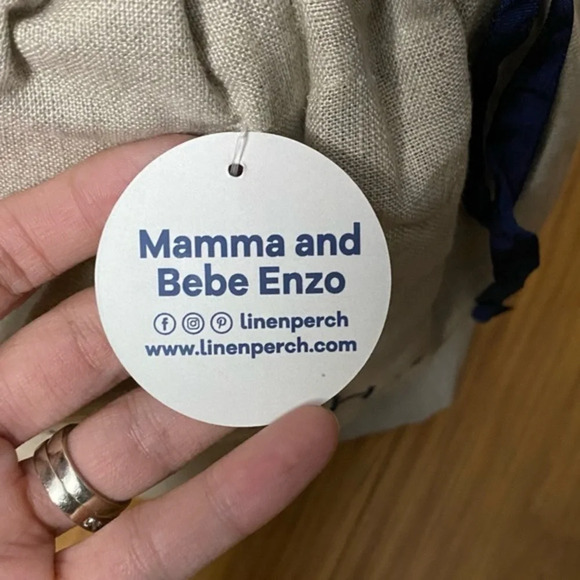 Mamma and
Bebe Enzo
linenperch
www.linenperch.com